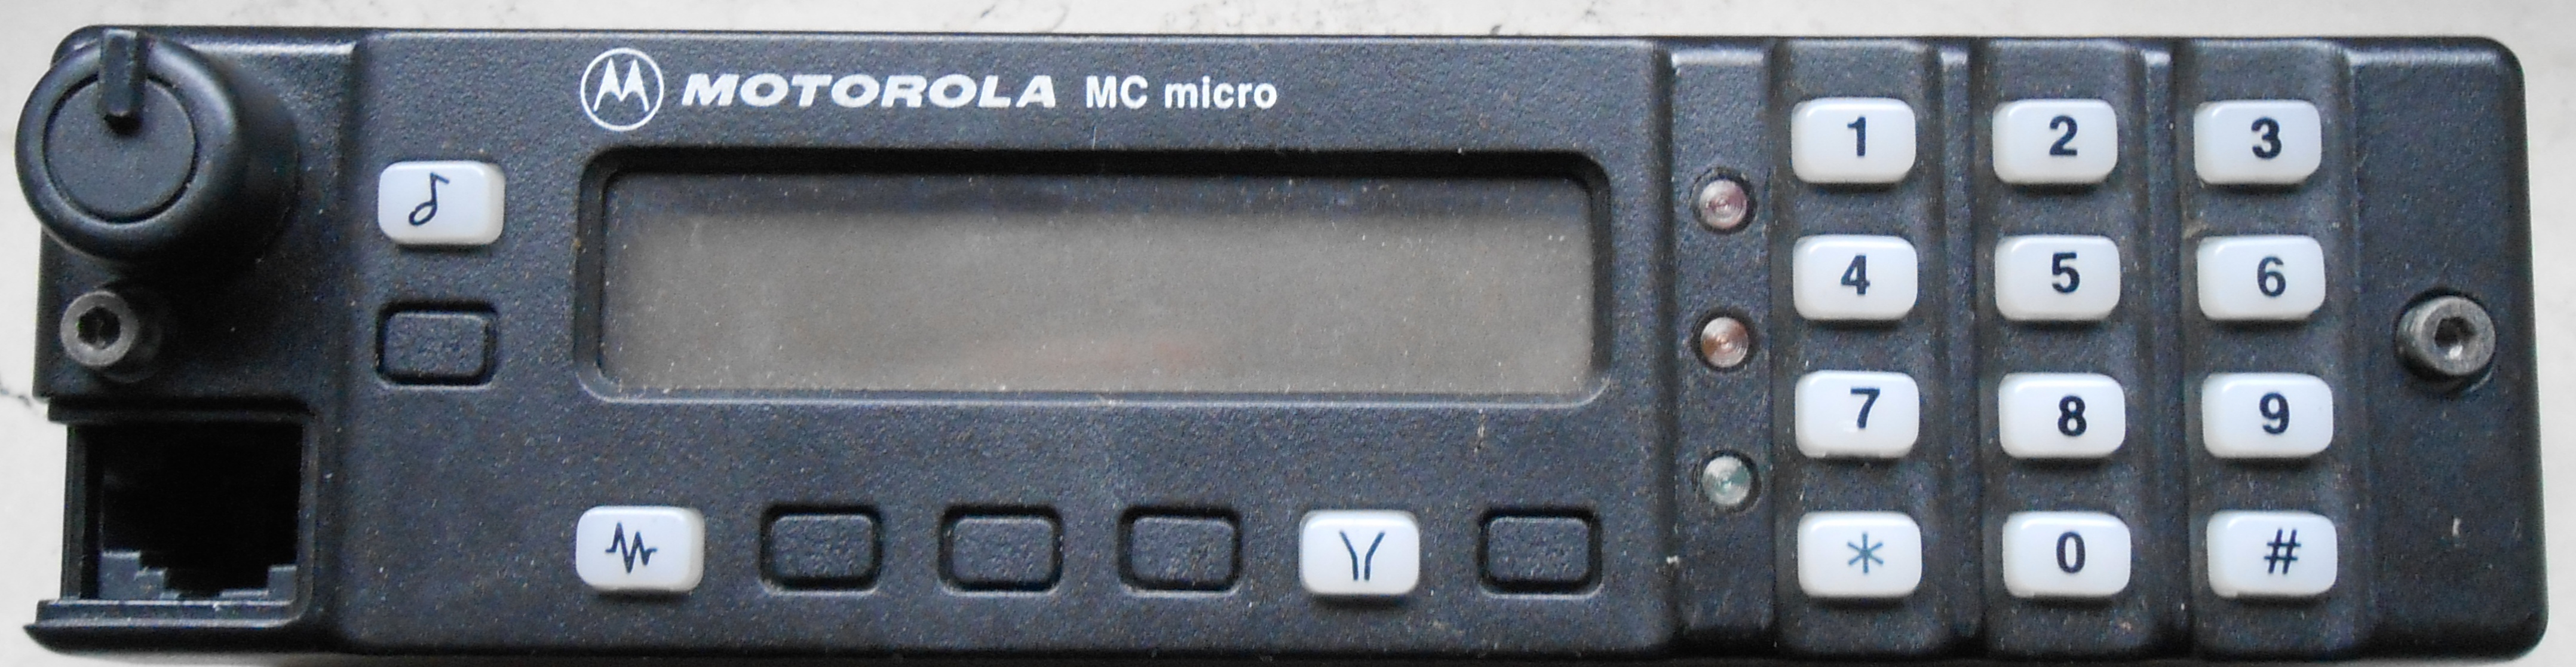 MOTOROLA MC micro
1 2 3
4 5 6
7 8 9
* 0 #